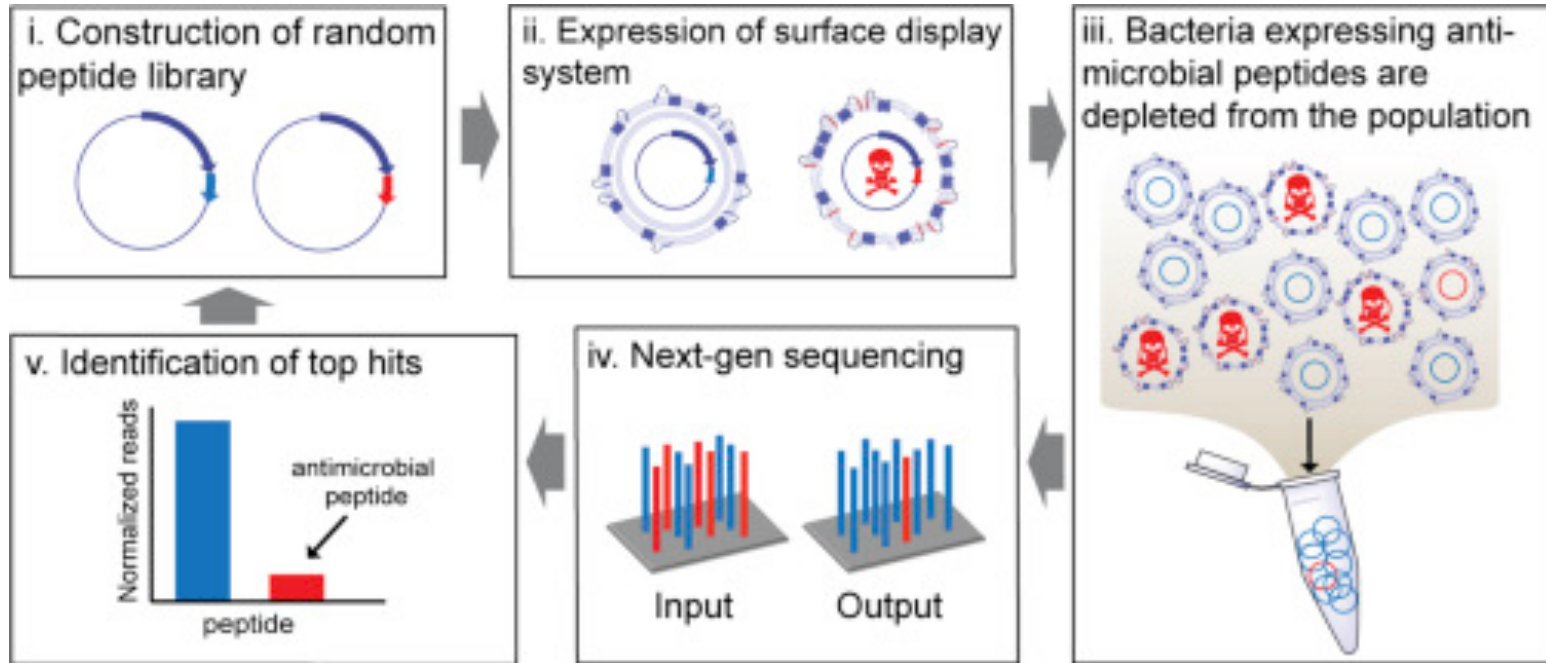 i. Construction of random
peptide library
ii. Expression of surface display
system
iii. Bacteria expressing anti-
microbial peptides are
depleted from the population
iv. Next-gen sequencing
Input
Output
v. Identification of top hits
Normalized reads
antimicrobial
peptide
peptide